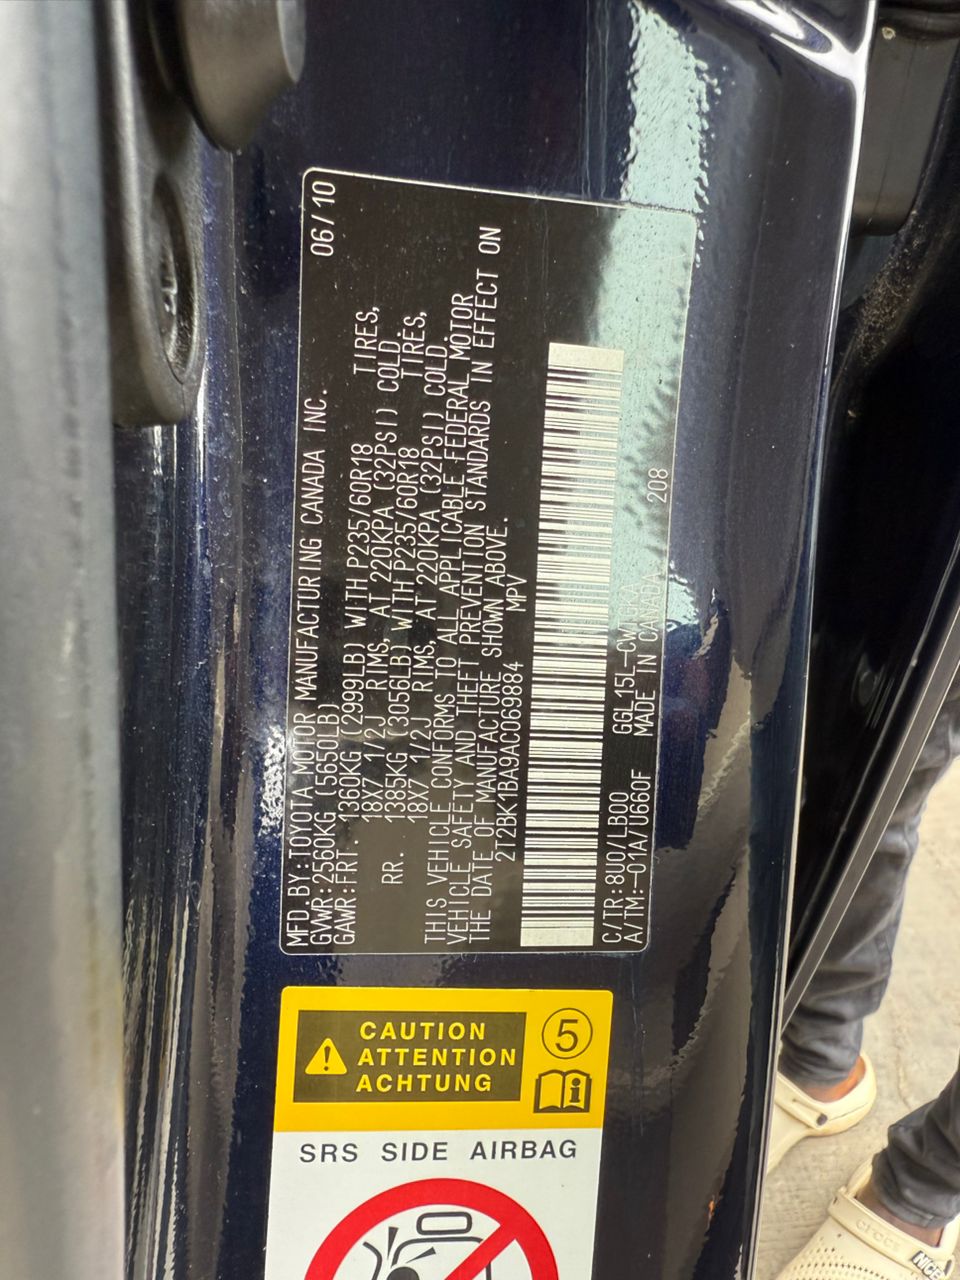 MFD.BY:TOYOTA MOTOR MANUFACTURING CANADA INC. 06/10
GVWR:2560KG (5650LB)
GAWR:FRT. 1360KG (2999LB) WITH P235/60R18 TIRES,
18X7 1/2J RIMS, AT 220KPA (32PSI) COLD.
RR. 1385KG (3056LB) WITH P235/60R18 TIRES,
18X7 1/2J RIMS, AT 220KPA (32PSI) COLD.
THIS VEHICLE CONFORMS TO ALL APPLICABLE FEDERAL MOTOR
VEHICLE SAFETY AND THEFT PREVENTION STANDARDS IN EFFECT ON
THE DATE OF MANUFACTURE SHOWN ABOVE.
2T2BK1BA9AC069884 MPV
C/TR:8U0/LB00 GGL15L-CWTGKA
A/TM:-01A/U660F MADE IN CANADA 208
CAUTION
ATTENTION
ACHTUNG
5
i
SRS SIDE AIRBAG
crocs
NICE